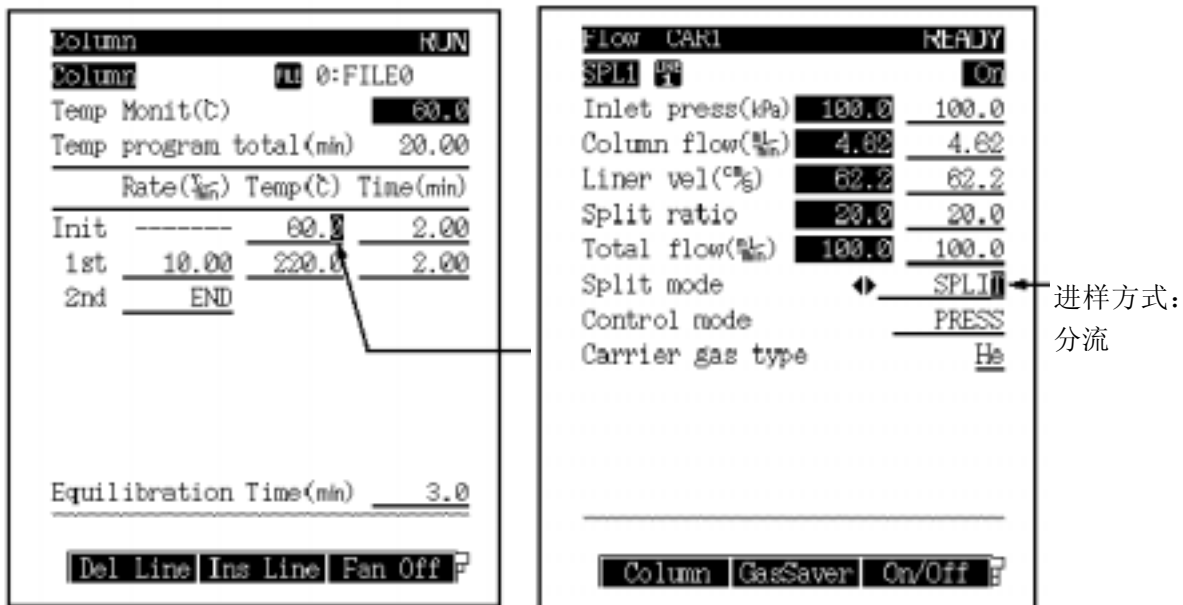 Column RUN
Column FILE 0:FILE0
Temp Monit(℃) 60.0
Temp program total(min) 20.00
Rate(℃/min) Temp(℃) Time(min)
Init ------- 60.0 2.00
1st 10.00 220.0 2.00
2nd END
Equilibration Time(min) 3.0
Del Line Ins Line Fan Off
Flow CAR1 READY
SPL1 LINE 1 On
Inlet press(kPa) 100.0 100.0
Column flow(mL/min) 4.62 4.62
Liner vel(cm/s) 62.2 62.2
Split ratio 20.0 20.0
Total flow(mL/min) 100.0 100.0
Split mode SPLIT
Control mode PRESS
Carrier gas type He
Column GasSaver On/Off
进样方式:
分流